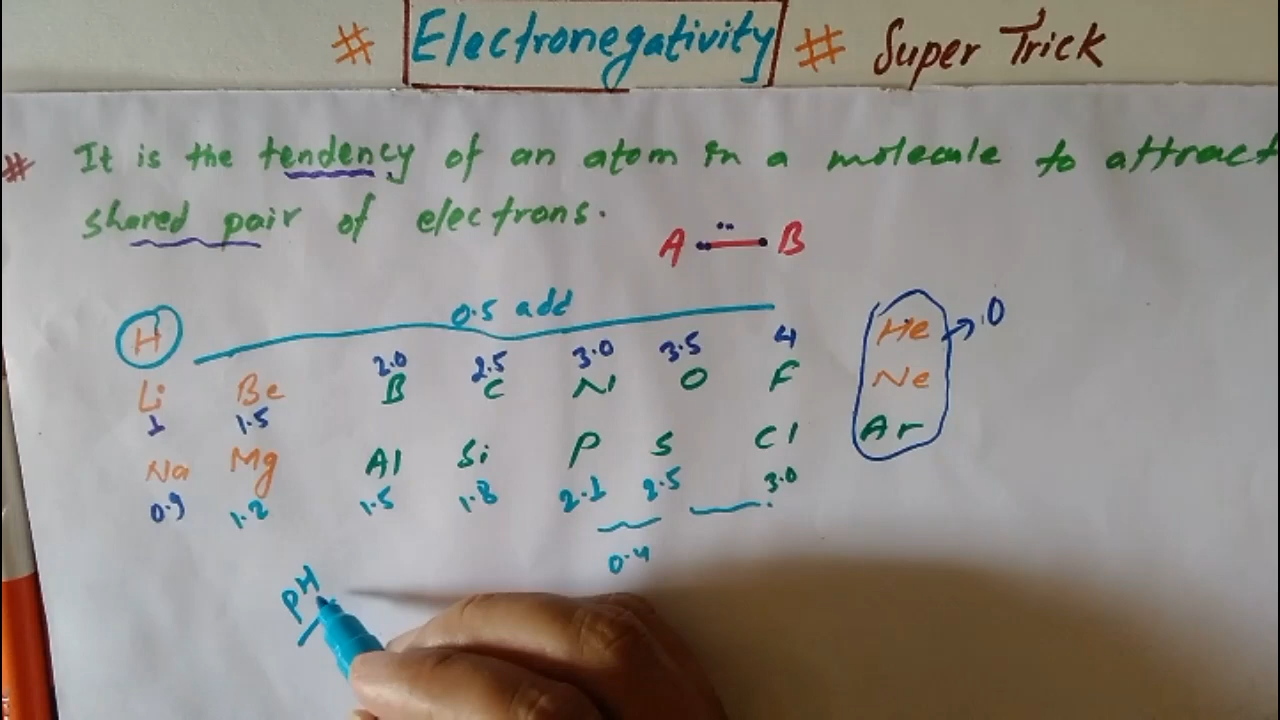 # Electronegativity # Super Trick
# It is the tendency of an atom in a molecule to attract
shared pair of electrons.
A B
0.5 add
H He → 0
2.0 2.5 3.0 3.5 4
Li Be B C N O F Ne
1 1.5
Na Mg Al Si P S Cl Ar
0.9 1.2 1.5 1.8 2.1 2.5 3.0
0.4
PH